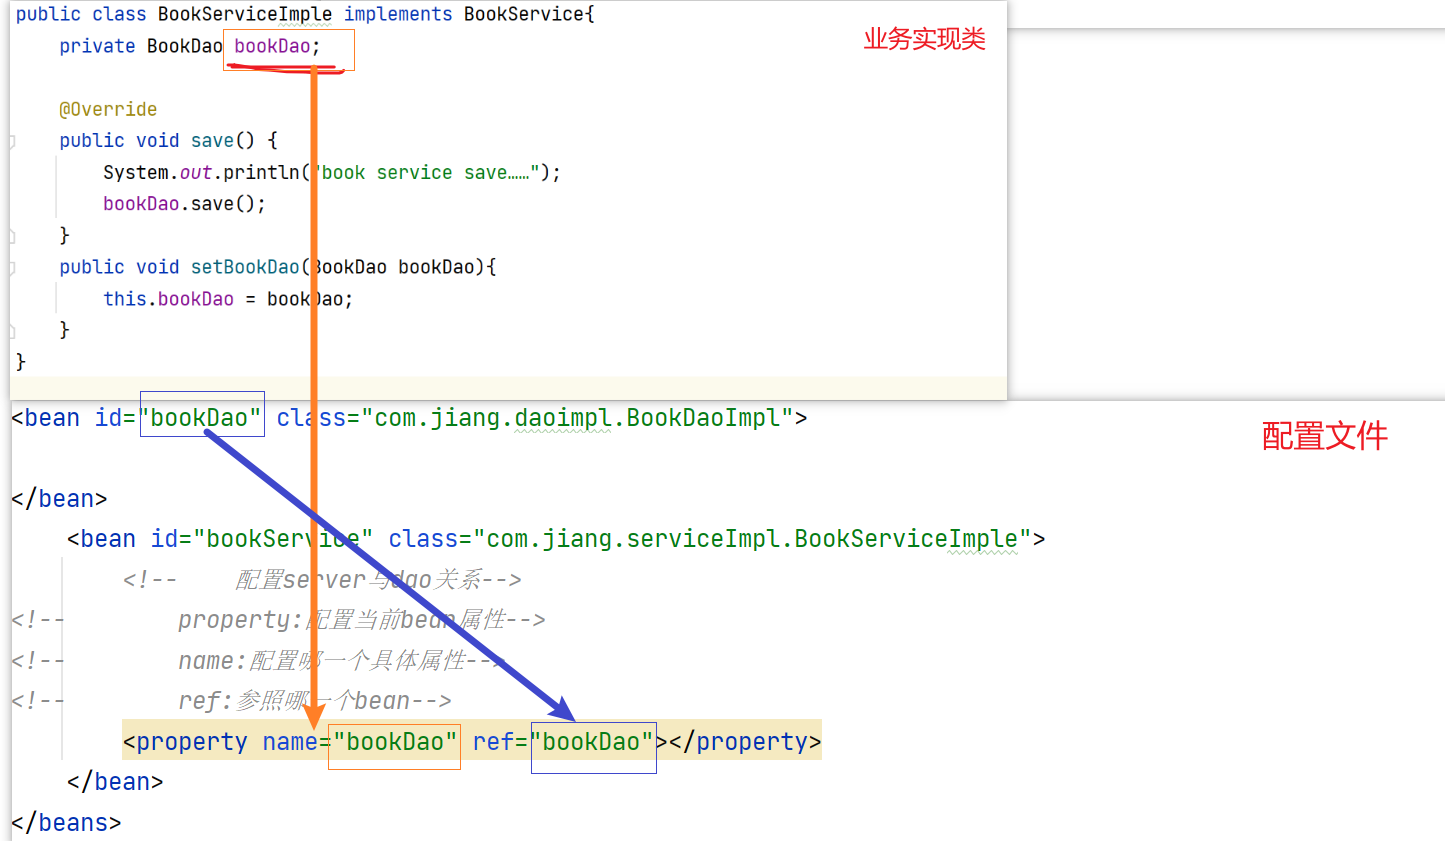 public class BookServiceImple implements BookService{
private BookDao bookDao;
业务实现类
@Override
public void save() {
System.out.println("book service save……");
bookDao.save();
}
public void setBookDao(BookDao bookDao){
this.bookDao = bookDao;
}
}
<bean id="bookDao" class="com.jiang.daoimpl.BookDaoImpl">
配置文件
</bean>
<bean id="bookService" class="com.jiang.serviceImpl.BookServiceImple">
<!-- 配置server与dao关系-->
<!-- property:配置当前bean属性-->
<!-- name:配置哪一个具体属性-->
<!-- ref:参照哪一个bean-->
<property name="bookDao" ref="bookDao"></property>
</bean>
</beans>